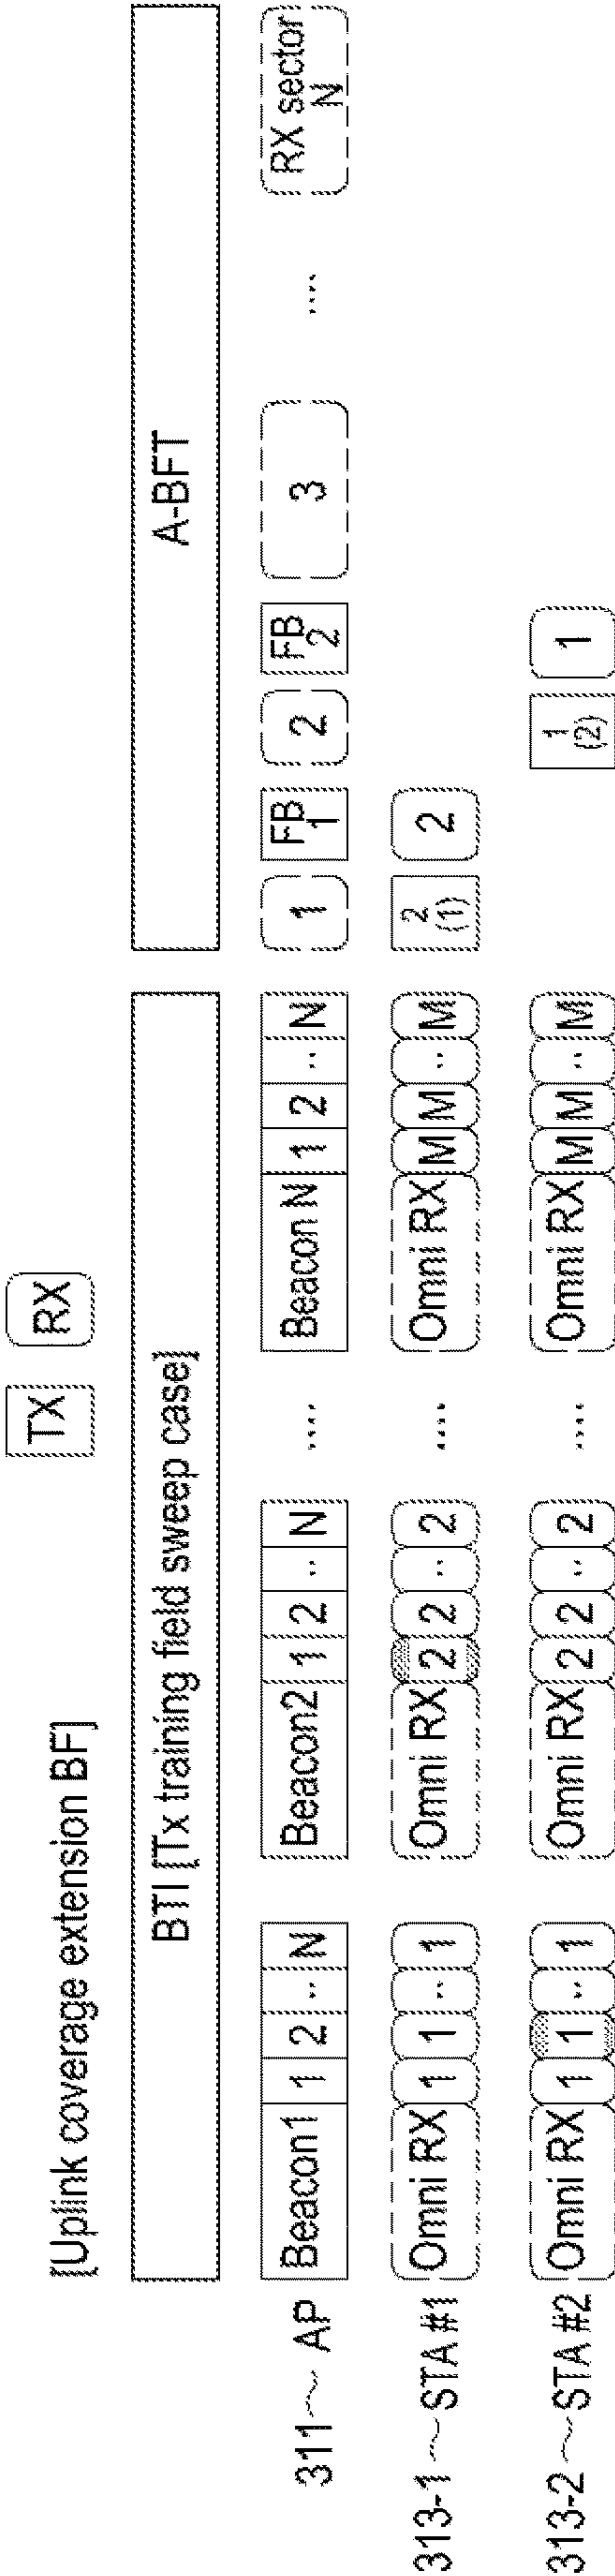 [Uplink coverage extension BF]
TX RX
BTI [Tx training field sweep case] A-BFT
311~ AP Beacon1 1 2 .. N Beacon2 1 2 .. N .... Beacon N 1 2 .. N 1 FB 1 2 FB 2 3 .... RX sector N
313-1 ~STA #1 Omni RX 1 1 .. 1 Omni RX 2 2 .. 2 .... Omni RX M M .. M 2 (1) 2
313-2 ~STA #2 Omni RX 1 1 .. 1 Omni RX 2 2 .. 2 .... Omni RX M M .. M 1 (2) 1